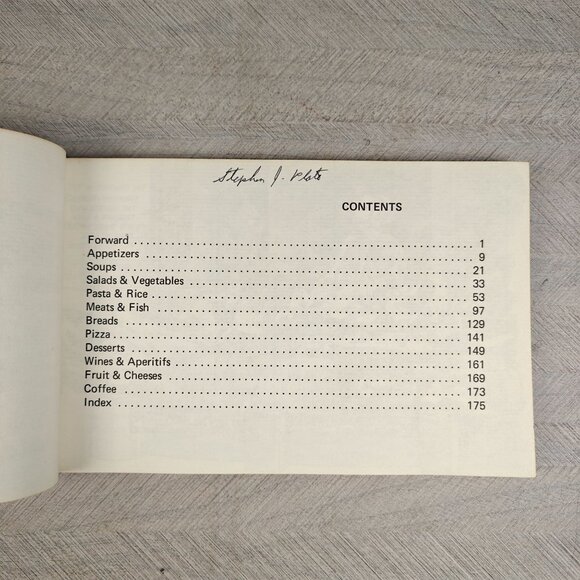 Stephen J.
CONTENTS
Forward ........................................ 1
Appetizers ........................................ 9
Soups ........................................ 21
Salads & Vegetables ........................................ 33
Pasta & Rice ........................................ 53
Meats & Fish ........................................ 97
Breads ........................................ 129
Pizza ........................................ 141
Desserts ........................................ 149
Wines & Aperitifs ........................................ 161
Fruit & Cheeses ........................................ 169
Coffee ........................................ 173
Index ........................................ 175